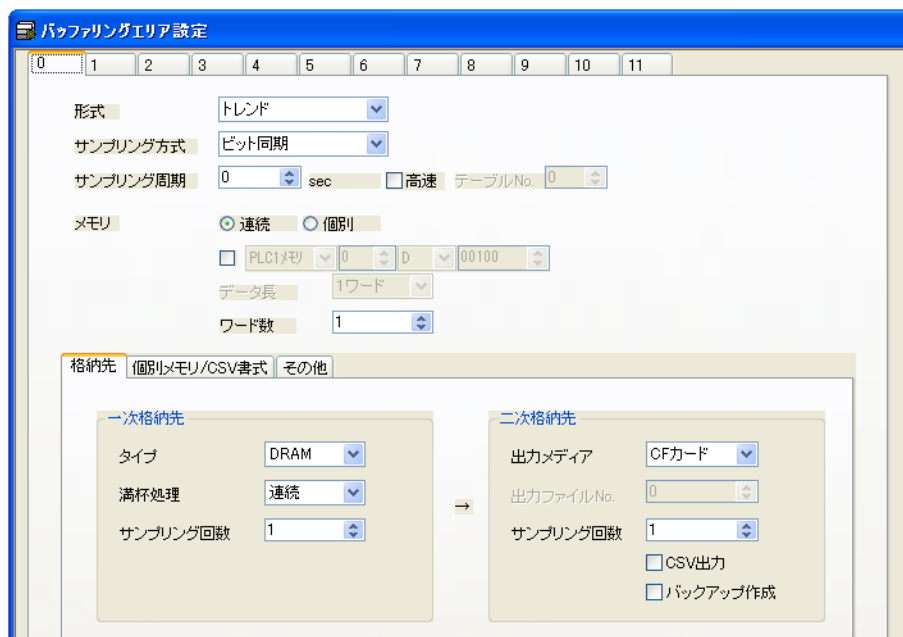 バッファリングエリア設定
0 1 2 3 4 5 6 7 8 9 10 11
形式 トレンド
サンプリング方式 ビット同期
サンプリング周期 0 sec 高速 テーブルNo. 0
メモリ 連続 個別
PLC1メモリ 0 D 00100
データ長 1ワード
ワード数 1
格納先 個別メモリ/CSV書式 その他
一次格納先 二次格納先
タイプ DRAM 出力メディア CFカード
満杯処理 連続 出力ファイルNo. 0
→
サンプリング回数 1 サンプリング回数 1
CSV出力
バックアップ作成